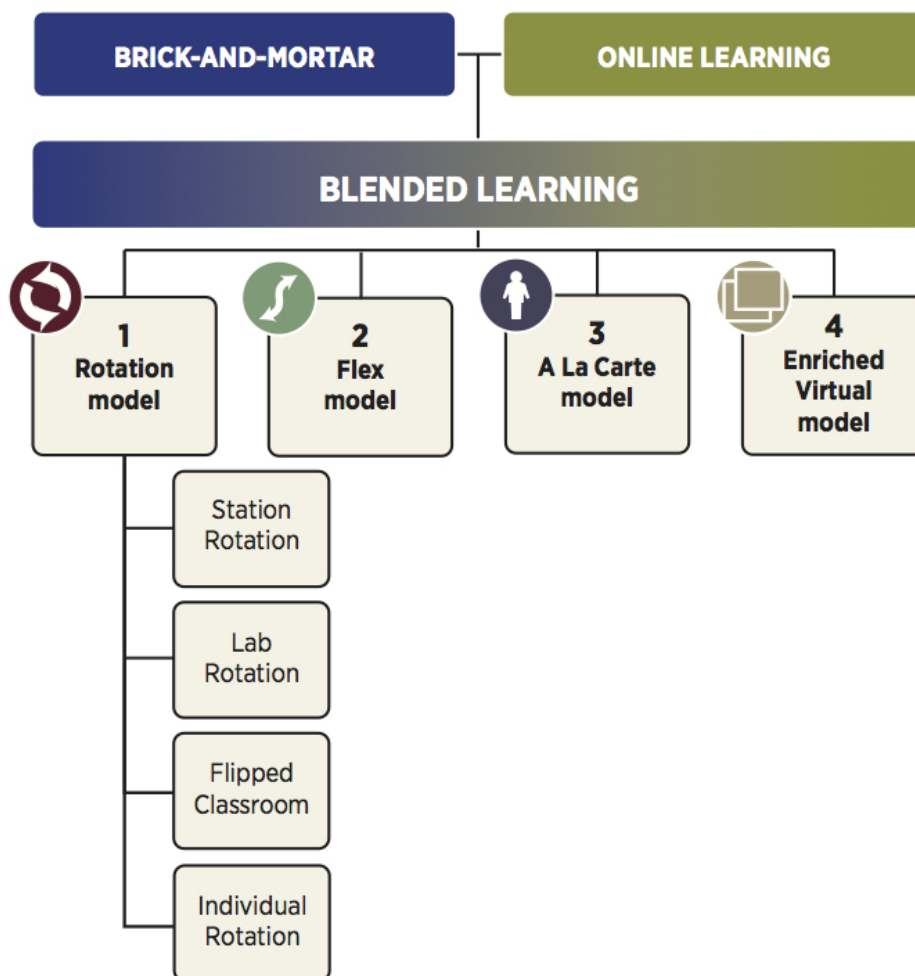 BRICK-AND-MORTAR
ONLINE LEARNING
BLENDED LEARNING
1
Rotation
model
2
Flex
model
3
A La Carte
model
4
Enriched
Virtual
model
Station
Rotation
Lab
Rotation
Flipped
Classroom
Individual
Rotation